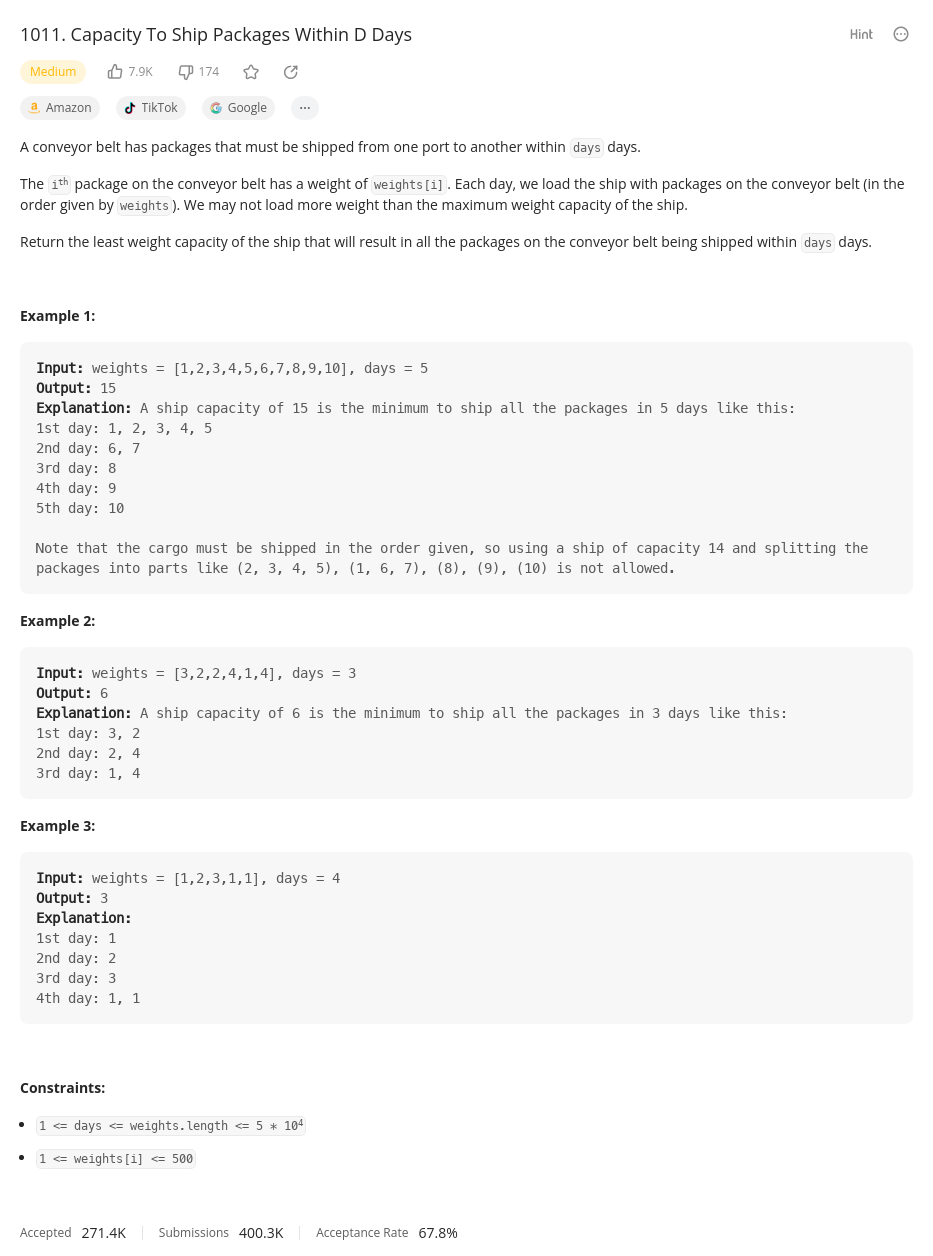 1011. Capacity To Ship Packages Within D Days
Hint
Medium 7.9K 174
Amazon TikTok Google ...
A conveyor belt has packages that must be shipped from one port to another within days days.
The iᵗʰ package on the conveyor belt has a weight of weights[i]. Each day, we load the ship with packages on the conveyor belt (in the
order given by weights). We may not load more weight than the maximum weight capacity of the ship.
Return the least weight capacity of the ship that will result in all the packages on the conveyor belt being shipped within days days.
Example 1:
Input: weights = [1,2,3,4,5,6,7,8,9,10], days = 5
Output: 15
Explanation: A ship capacity of 15 is the minimum to ship all the packages in 5 days like this:
1st day: 1, 2, 3, 4, 5
2nd day: 6, 7
3rd day: 8
4th day: 9
5th day: 10
Note that the cargo must be shipped in the order given, so using a ship of capacity 14 and splitting the
packages into parts like (2, 3, 4, 5), (1, 6, 7), (8), (9), (10) is not allowed.
Example 2:
Input: weights = [3,2,2,4,1,4], days = 3
Output: 6
Explanation: A ship capacity of 6 is the minimum to ship all the packages in 3 days like this:
1st day: 3, 2
2nd day: 2, 4
3rd day: 1, 4
Example 3:
Input: weights = [1,2,3,1,1], days = 4
Output: 3
Explanation:
1st day: 1
2nd day: 2
3rd day: 3
4th day: 1, 1
Constraints:
• 1 <= days <= weights.length <= 5 * 10⁴
• 1 <= weights[i] <= 500
Accepted 271.4K Submissions 400.3K Acceptance Rate 67.8%